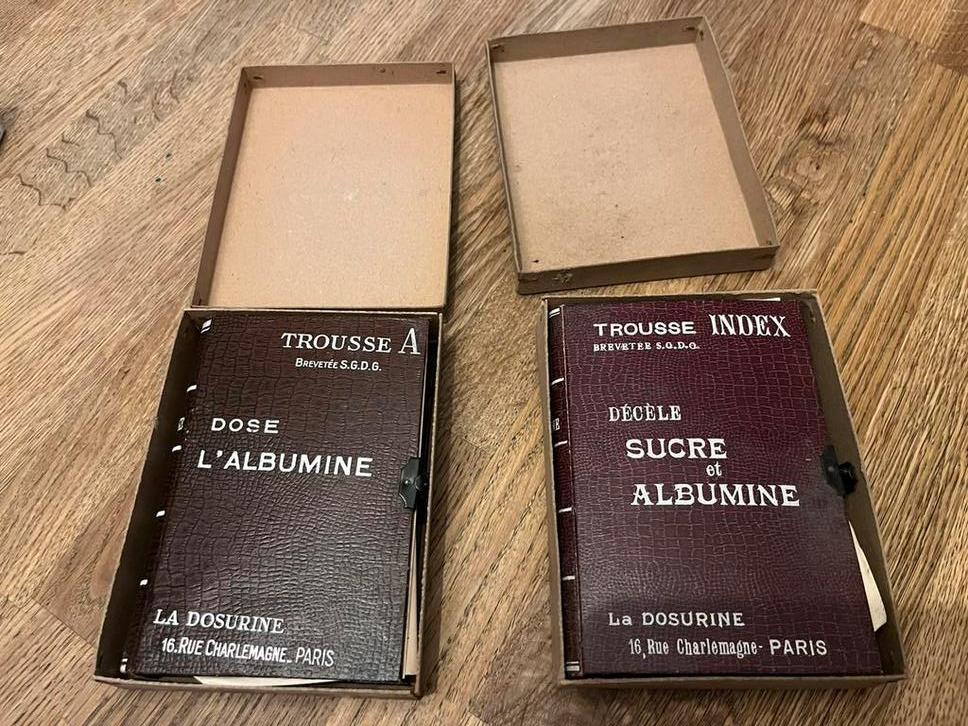 TROUSSE A
BREVETÉE S.G.D.G.
DOSE
L'ALBUMINE
LA DOSURINE
16, RUE CHARLEMAGNE_ PARIS
TROUSSE INDEX
BREVETÉE S.G.D.G.
DÉCÈLE
SUCRE
et
ALBUMINE
La DOSURINE
16, Rue Charlemagne- PARIS